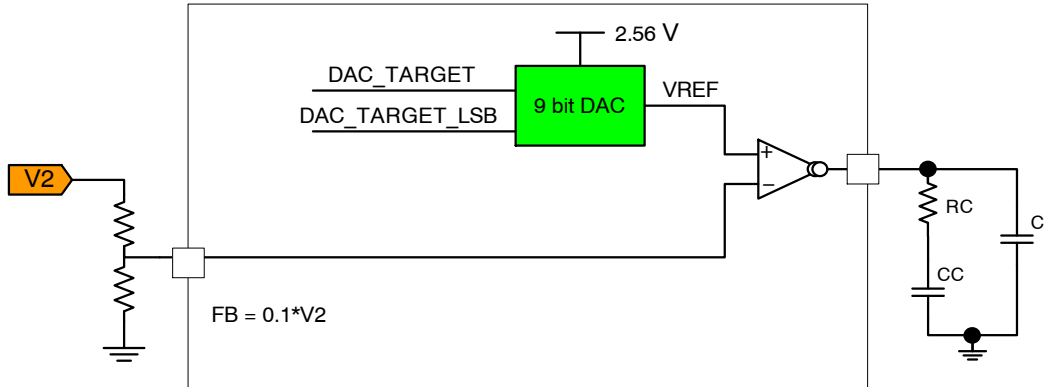 2.56 V
DAC_TARGET
9 bit DAC
VREF
DAC_TARGET_LSB
+
−
V2
RC
C
CC
FB = 0.1*V2